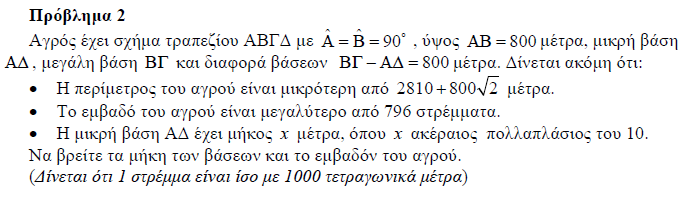 Πρόβλημα 2
Αγρός έχει σχήμα τραπεζίου ΑΒΓΔ με Â = B̂ = 90°, ύψος ΑΒ = 800 μέτρα, μικρή βάση
ΑΔ, μεγάλη βάση ΒΓ και διαφορά βάσεων ΒΓ − ΑΔ = 800 μέτρα. Δίνεται ακόμη ότι:
• Η περίμετρος του αγρού είναι μικρότερη από 2810 + 800√2 μέτρα.
• Το εμβαδό του αγρού είναι μεγαλύτερο από 796 στρέμματα.
• Η μικρή βάση ΑΔ έχει μήκος x μέτρα, όπου x ακέραιος πολλαπλάσιος του 10.
Να βρείτε τα μήκη των βάσεων και το εμβαδόν του αγρού.
(Δίνεται ότι 1 στρέμμα είναι ίσο με 1000 τετραγωνικά μέτρα)